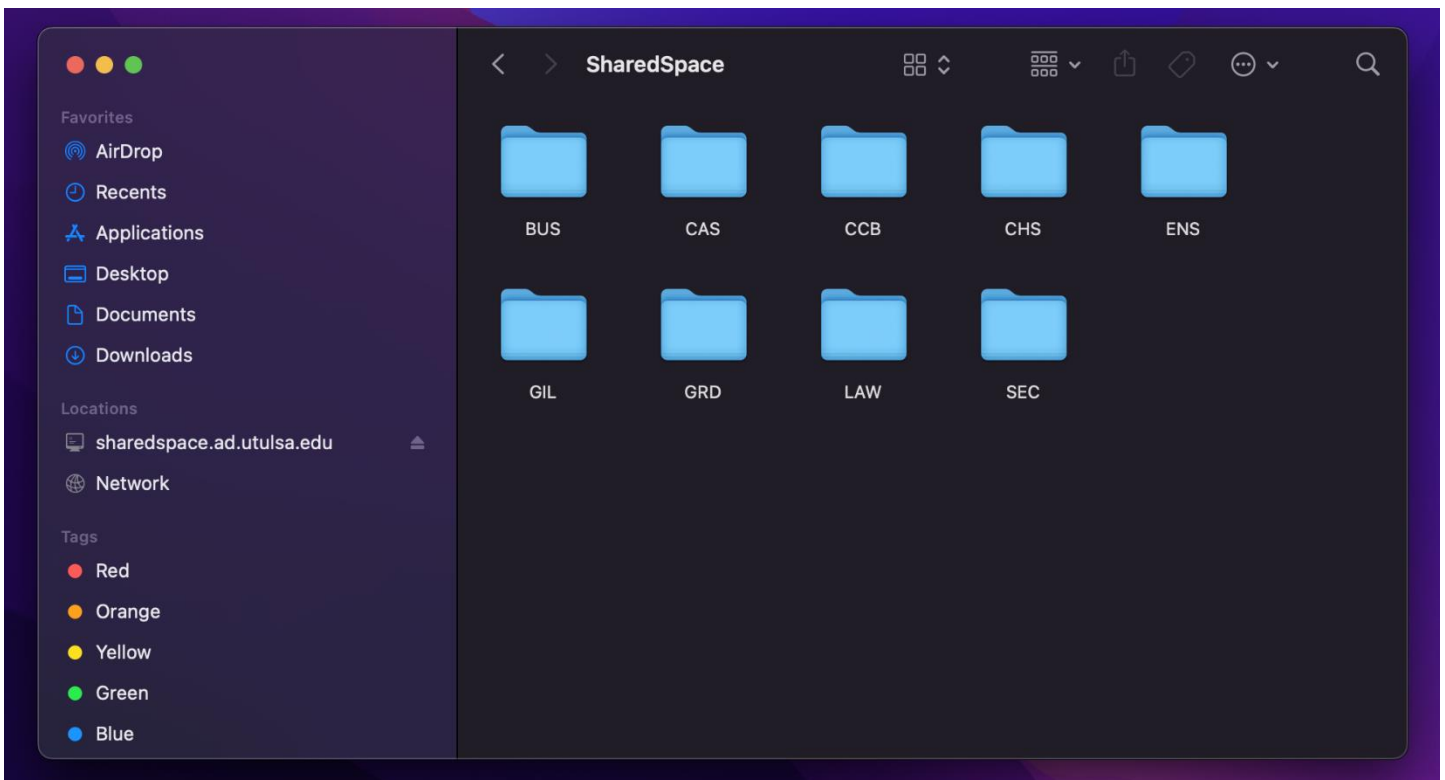 SharedSpace
Favorites
AirDrop
Recents
Applications
Desktop
Documents
Downloads
Locations
sharedspace.ad.utulsa.edu
Network
Tags
Red
Orange
Yellow
Green
Blue
BUS CAS CCB CHS ENS
GIL GRD LAW SEC